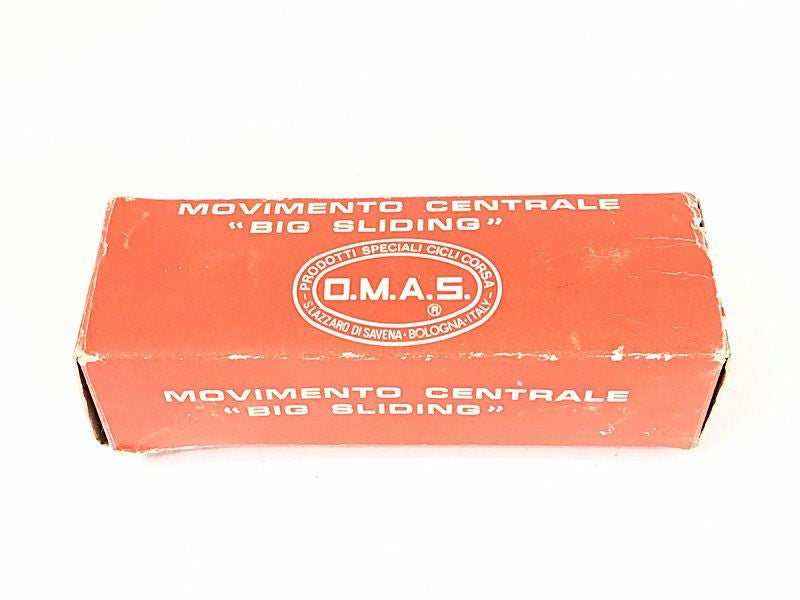 MOVIMENTO CENTRALE
“BIG SLIDING”
PRODOTTI SPECIALI CICLI CORSA
O.M.A.S.
®
- S.LAZZARO DI SAVENA · BOLOGNA - ITALY -
MOVIMENTO CENTRALE
“BIG SLIDING”